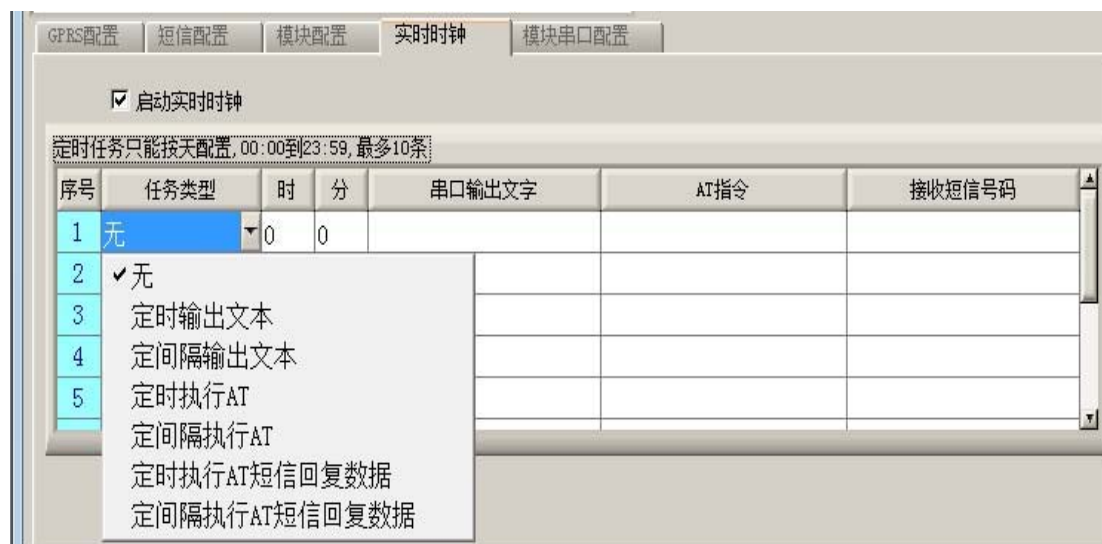 GPRS配置 短信配置 模块配置 实时时钟 模块串口配置
启动实时时钟
定时任务只能按天配置,00:00到23:59,最多10条
序号 任务类型 时 分 串口输出文字 AT指令 接收短信号码
1 无 0 0
2
3
4
5
无
定时输出文本
定间隔输出文本
定时执行AT
定间隔执行AT
定时执行AT短信回复数据
定间隔执行AT短信回复数据